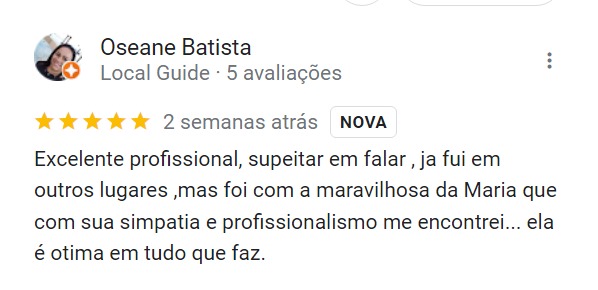 Oseane Batista
Local Guide · 5 avaliações
2 semanas atrás NOVA
Excelente profissional, supeitar em falar , ja fui em
outros lugares ,mas foi com a maravilhosa da Maria que
com sua simpatia e profissionalismo me encontrei... ela
é otima em tudo que faz.